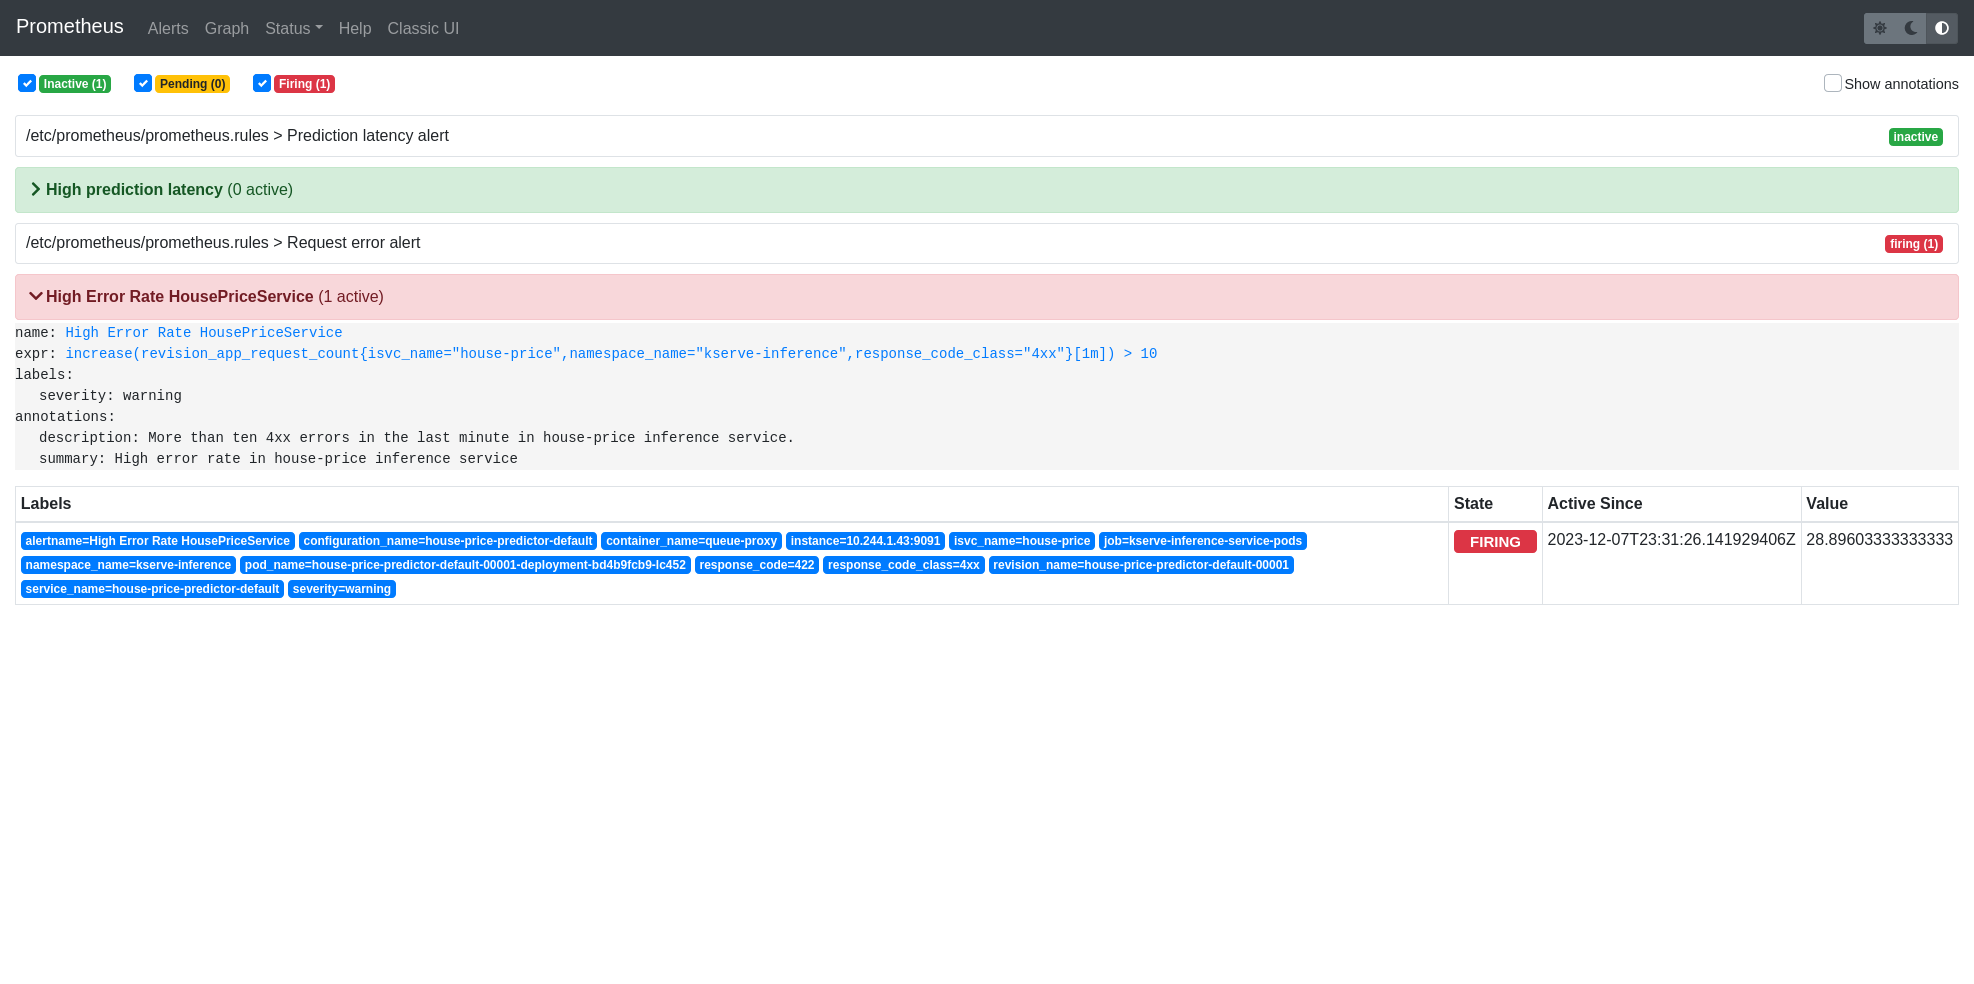 Prometheus Alerts Graph Status Help Classic UI
Inactive (1) Pending (0) Firing (1) Show annotations
/etc/prometheus/prometheus.rules > Prediction latency alert inactive
High prediction latency (0 active)
/etc/prometheus/prometheus.rules > Request error alert firing (1)
High Error Rate HousePriceService (1 active)
name: High Error Rate HousePriceService
expr: increase(revision_app_request_count{isvc_name="house-price",namespace_name="kserve-inference",response_code_class="4xx"}[1m]) > 10
labels:
severity: warning
annotations:
description: More than ten 4xx errors in the last minute in house-price inference service.
summary: High error rate in house-price inference service
Labels State Active Since Value
alertname=High Error Rate HousePriceService configuration_name=house-price-predictor-default container_name=queue-proxy instance=10.244.1.43:9091 isvc_name=house-price job=kserve-inference-service-pods FIRING 2023-12-07T23:31:26.141929406Z 28.89603333333333
namespace_name=kserve-inference pod_name=house-price-predictor-default-00001-deployment-bd4b9fcb9-lc452 response_code=422 response_code_class=4xx revision_name=house-price-predictor-default-00001
service_name=house-price-predictor-default severity=warning